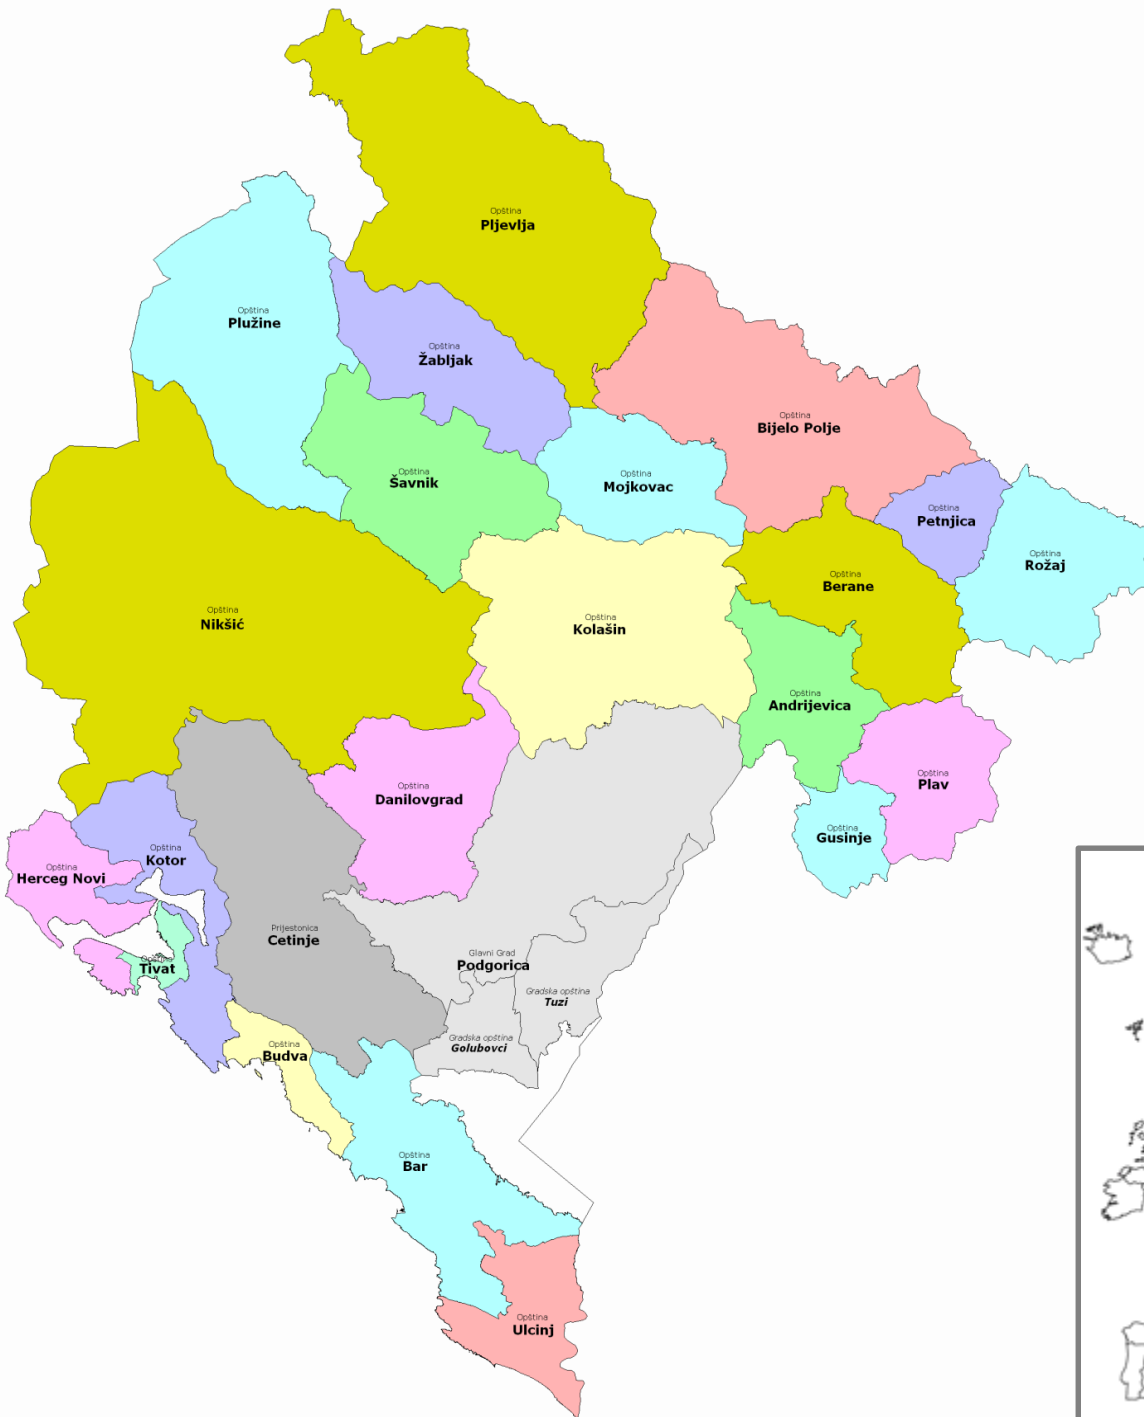 Opština
Pljevlja
Opština
Plužine
Opština
Žabljak
Opština
Bijelo Polje
Opština
Šavnik
Opština
Mojkovac
Opština
Petnjica
Opština
Rožaj
Opština
Berane
Opština
Nikšić
Opština
Kolašin
Opština
Andrijevica
Opština
Plav
Opština
Danilovgrad
Opština
Gusinje
Opština
Kotor
Opština
Herceg Novi
Prijestonica
Cetinje
Opština
Tivat
Glavni Grad
Podgorica
Gradska opština
Tuzi
Gradska opština
Golubovci
Opština
Budva
Opština
Bar
Opština
Ulcinj